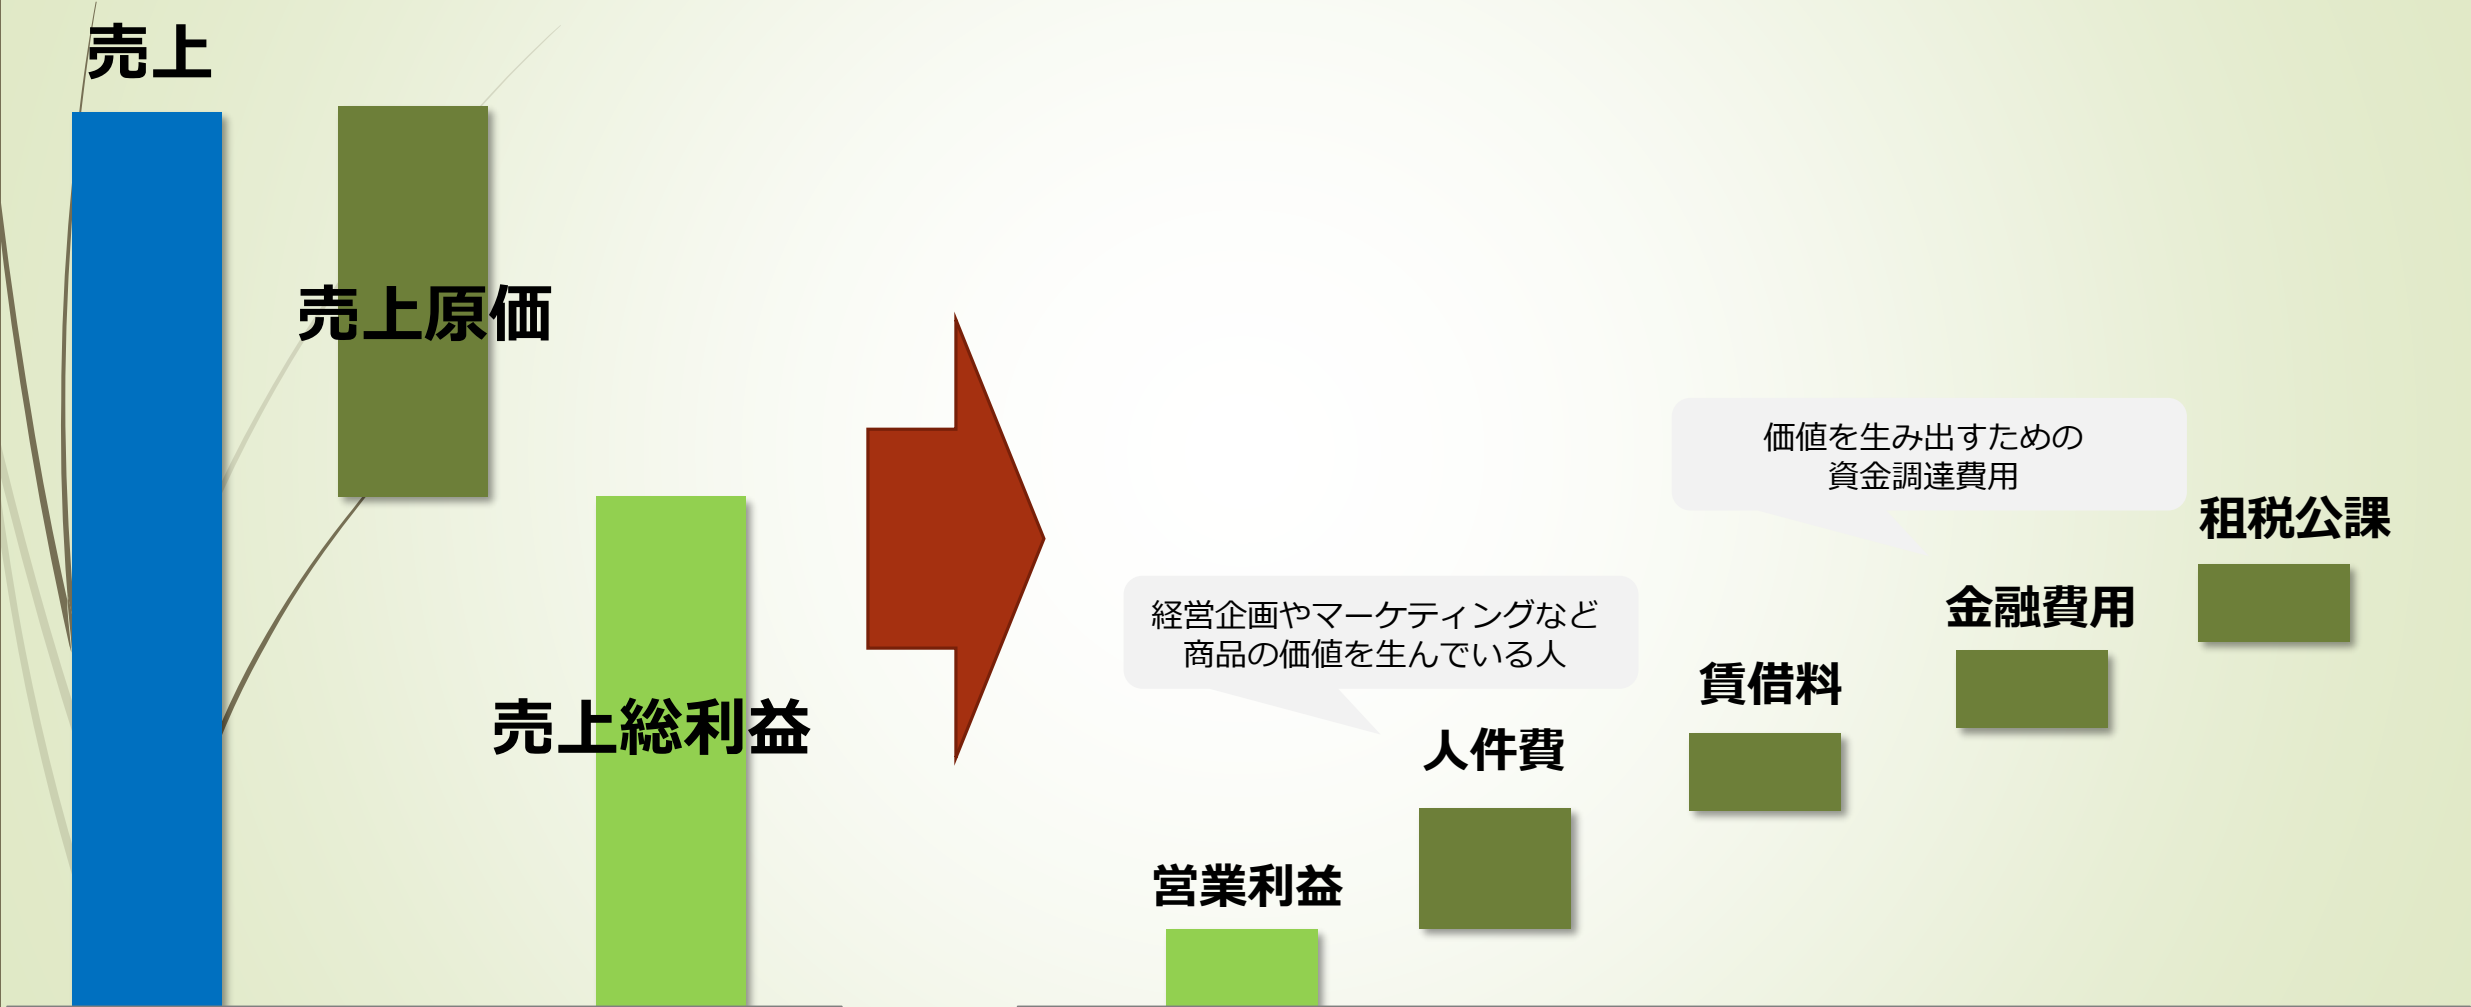 売上
売上原価
売上総利益
価値を生み出すための
資金調達費用
租税公課
経営企画やマーケティングなど
商品の価値を生んでいる人
金融費用
賃借料
人件費
営業利益